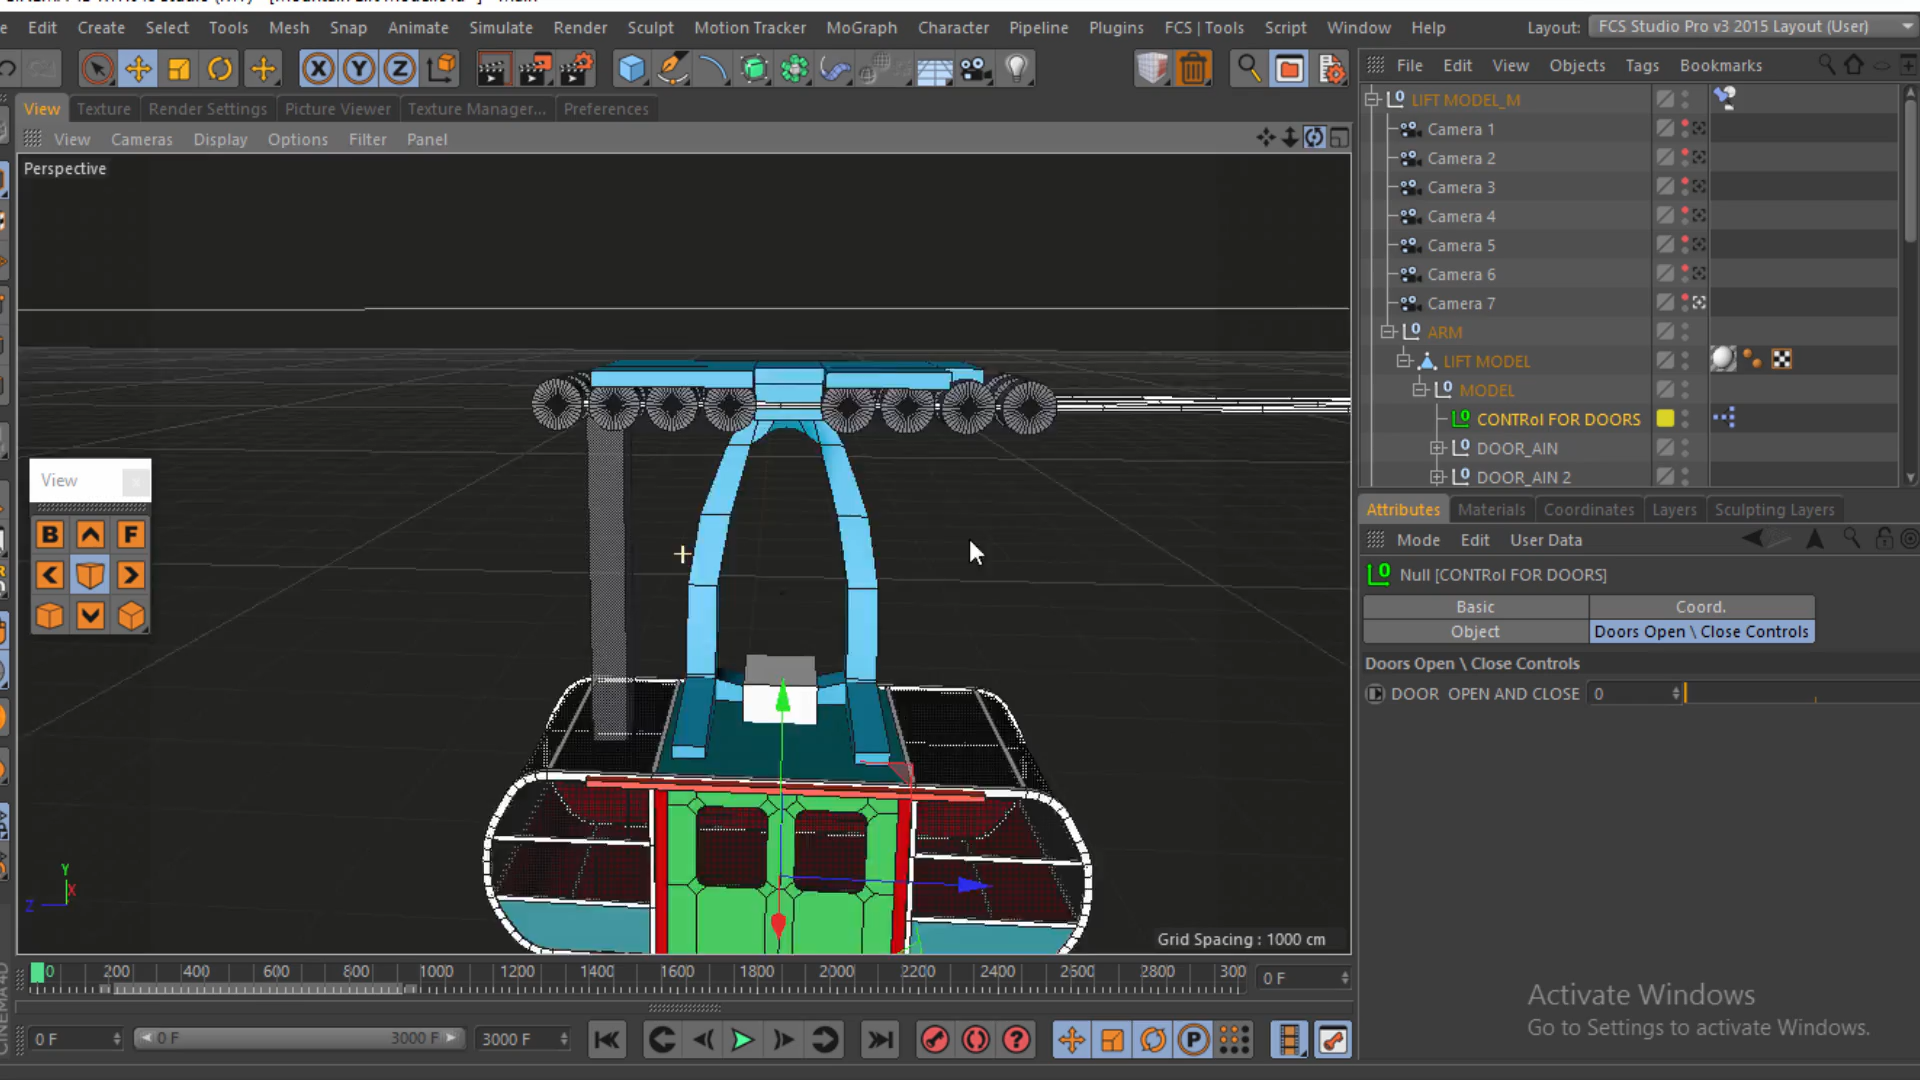 Edit Create Select Tools Mesh Snap Animate Simulate Render Sculpt Motion Tracker MoGraph Character Pipeline Plugins FCS | Tools Script Window Help Layout: FCS Studio Pro v3 2015 Layout (User)
X Y Z
File Edit View Objects Tags Bookmarks
View Texture Render Settings Picture Viewer Texture Manager... Preferences
View Cameras Display Options Filter Panel
Perspective
LIFT MODEL_M
Camera 1
Camera 2
Camera 3
Camera 4
Camera 5
Camera 6
Camera 7
ARM
LIFT MODEL
MODEL
CONTRol FOR DOORS
DOOR_AIN
DOOR_AIN 2
View
B F
Attributes Materials Coordinates Layers Sculpting Layers
Mode Edit User Data
Null [CONTRol FOR DOORS]
Basic Coord.
Object Doors Open \ Close Controls
Doors Open \ Close Controls
DOOR OPEN AND CLOSE 0
Y
X
Z
Grid Spacing : 1000 cm
0 200 400 600 800 1000 1200 1400 1600 1800 2000 2200 2400 2600 2800 300 0 F
0 F 0 F 3000 F 3000 F
P
CINEMA 4D
Activate Windows
Go to Settings to activate Windows.